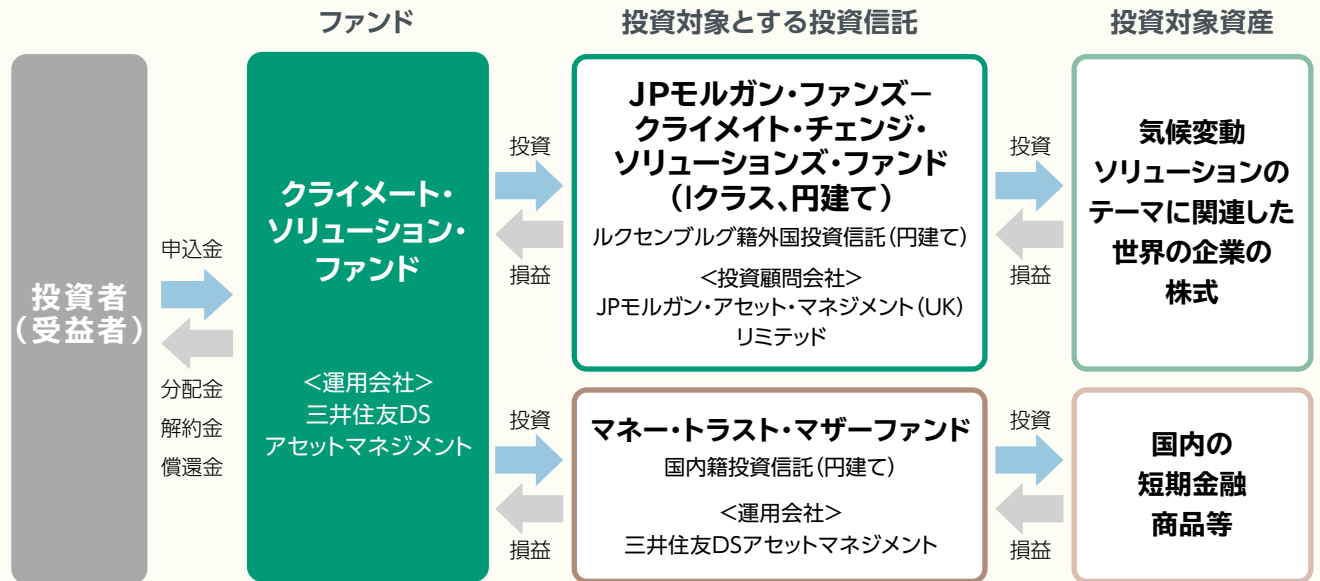 ファンド
投資対象とする投資信託
投資対象資産
投資者
（受益者）
申込金
分配金
解約金
償還金
クライメート・
ソリューション・
ファンド
＜運用会社＞
三井住友DS
アセットマネジメント
投資
損益
JPモルガン・ファンズー
クライメイト・チェンジ・
ソリューションズ・ファンド
（Iクラス、円建て）
ルクセンブルグ籍外国投資信託（円建て）
＜投資顧問会社＞
JPモルガン・アセット・マネジメント（UK）
リミテッド
投資
損益
気候変動
ソリューションの
テーマに関連した
世界の企業の
株式
投資
損益
マネー・トラスト・マザーファンド
国内籍投資信託（円建て）
＜運用会社＞
三井住友DSアセットマネジメント
投資
損益
国内の
短期金融
商品等